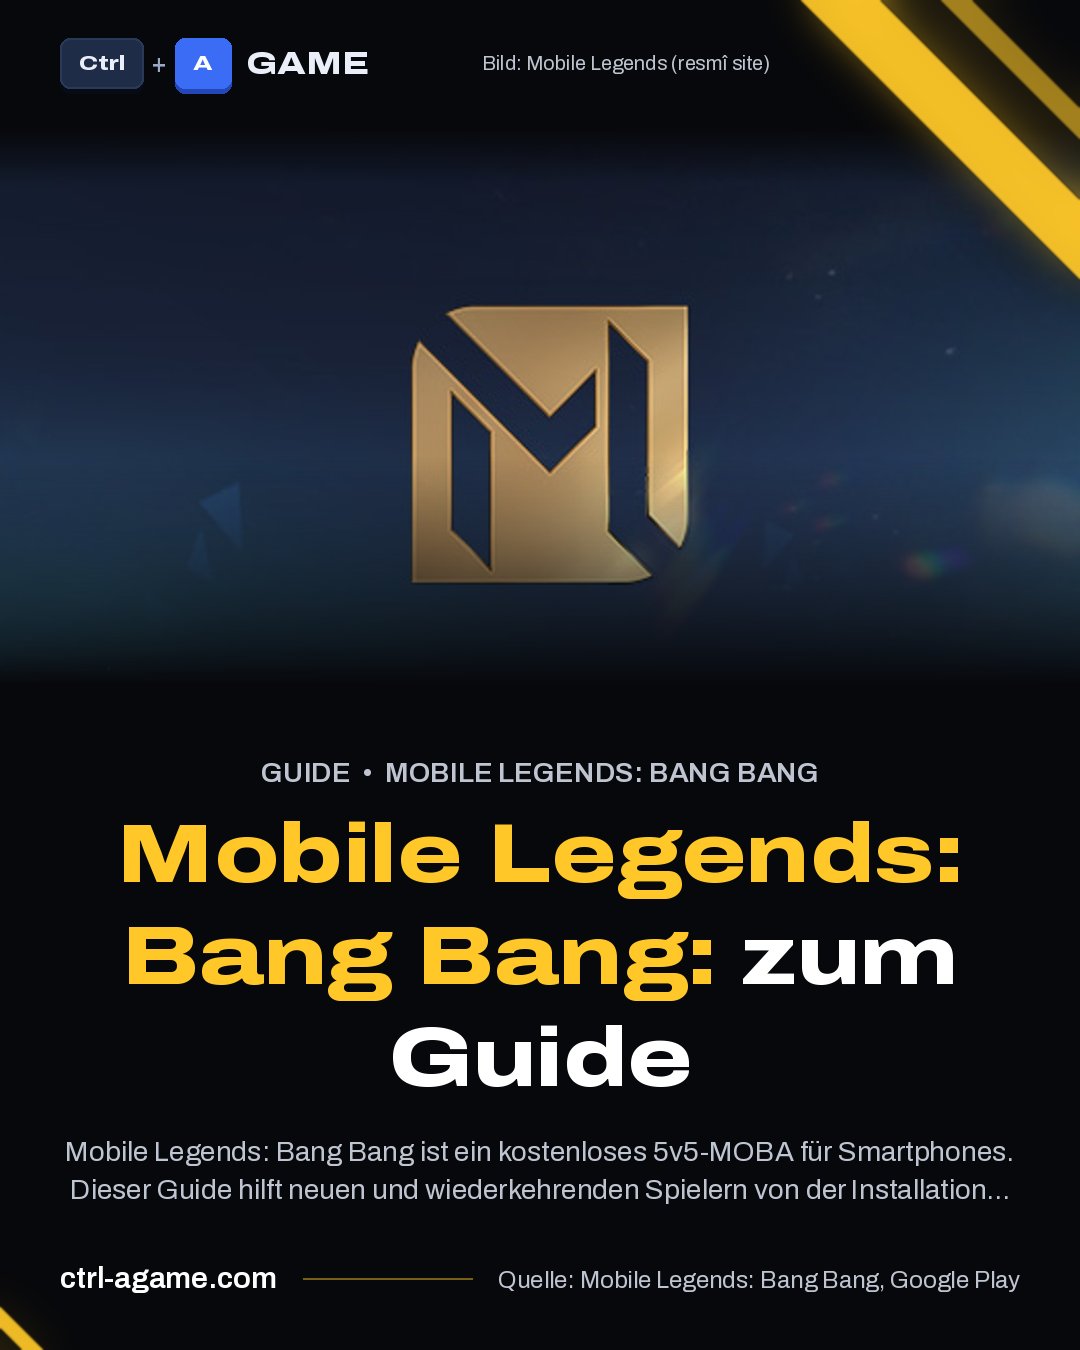 Ctrl + A GAME
Bild: Mobile Legends (resmî site)
GUIDE • MOBILE LEGENDS: BANG BANG
Mobile Legends:
Bang Bang: zum
Guide
Mobile Legends: Bang Bang ist ein kostenloses 5v5-MOBA für Smartphones.
Dieser Guide hilft neuen und wiederkehrenden Spielern von der Installation...
ctrl-agame.com
Quelle: Mobile Legends: Bang Bang, Google Play